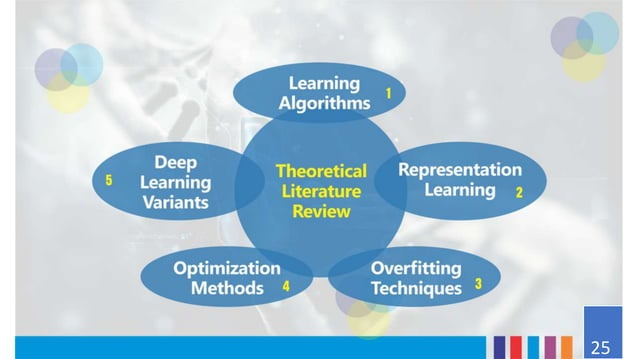 Learning
Algorithms 1
Theoretical
Literature
Review
Representation
Learning 2
Overfitting
Techniques 3
Optimization
Methods 4
Deep
5 Learning
Variants
25